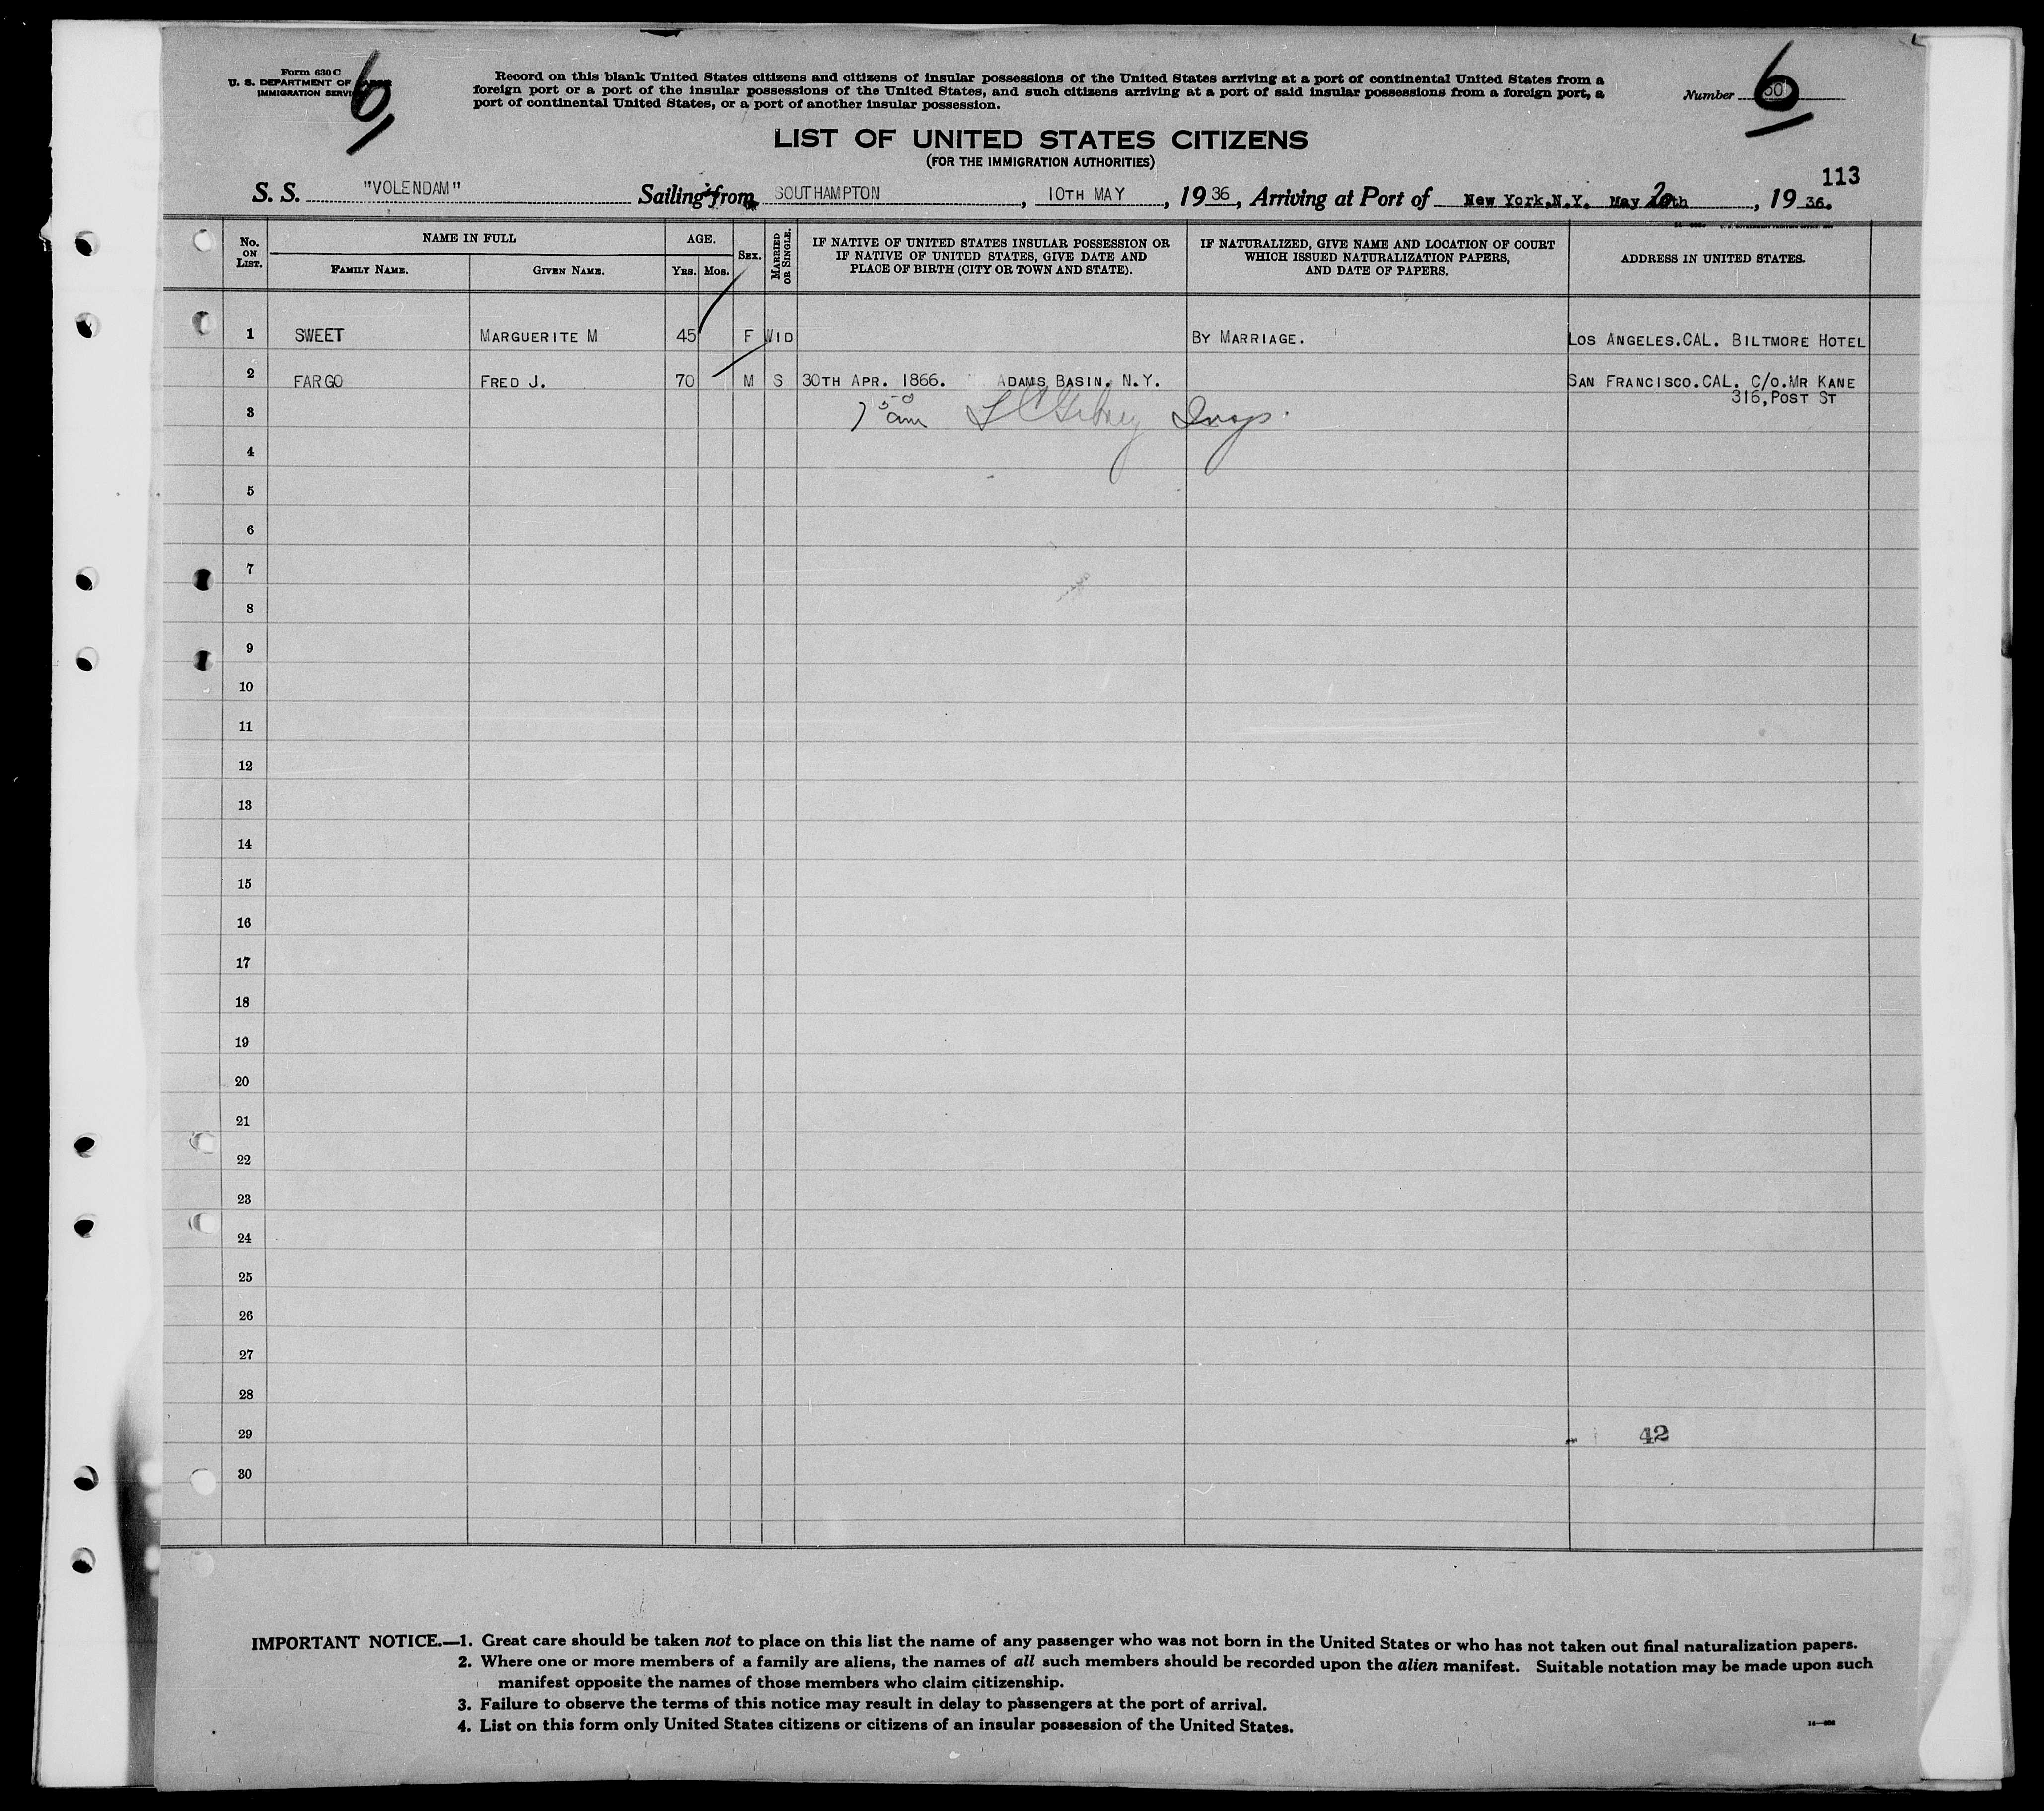 Form 630 C
U. S. DEPARTMENT OF LABOR
IMMIGRATION SERVICE
6
Record on this blank United States citizens and citizens of insular possessions of the United States arriving at a port of continental United States from a
foreign port or a port of the insular possessions of the United States, and such citizens arriving at a port of said insular possessions from a foreign port, a
port of continental United States, or a port of another insular possession.
Number 6
LIST OF UNITED STATES CITIZENS
(FOR THE IMMIGRATION AUTHORITIES)
113
S. S. "VOLENDAM" Sailing from SOUTHAMPTON, 10TH MAY, 1936, Arriving at Port of New York, N.Y. May 20th, 1936.
No. ON LIST.
NAME IN FULL
FAMILY NAME. GIVEN NAME.
AGE.
YRS. MOS.
SEX.
MARRIED OR SINGLE.
IF NATIVE OF UNITED STATES INSULAR POSSESSION OR
IF NATIVE OF UNITED STATES, GIVE DATE AND
PLACE OF BIRTH (CITY OR TOWN AND STATE).
IF NATURALIZED, GIVE NAME AND LOCATION OF COURT
WHICH ISSUED NATURALIZATION PAPERS,
AND DATE OF PAPERS.
ADDRESS IN UNITED STATES.
1 SWEET MARGUERITE M 45 F WID BY MARRIAGE. LOS ANGELES.CAL. BILTMORE HOTEL
2 FARGO FRED J. 70 M S 30TH APR. 1866. ADAMS BASIN. N.Y. SAN FRANCISCO.CAL. C/O.MR KANE
316, POST ST
3
4
5
6
7
8
9
10
11
12
13
14
15
16
17
18
19
20
21
22
23
24
25
26
27
28
29 42
30
IMPORTANT NOTICE.—1. Great care should be taken not to place on this list the name of any passenger who was not born in the United States or who has not taken out final naturalization papers.
2. Where one or more members of a family are aliens, the names of all such members should be recorded upon the alien manifest. Suitable notation may be made upon such
manifest opposite the names of those members who claim citizenship.
3. Failure to observe the terms of this notice may result in delay to passengers at the port of arrival.
4. List on this form only United States citizens or citizens of an insular possession of the United States.